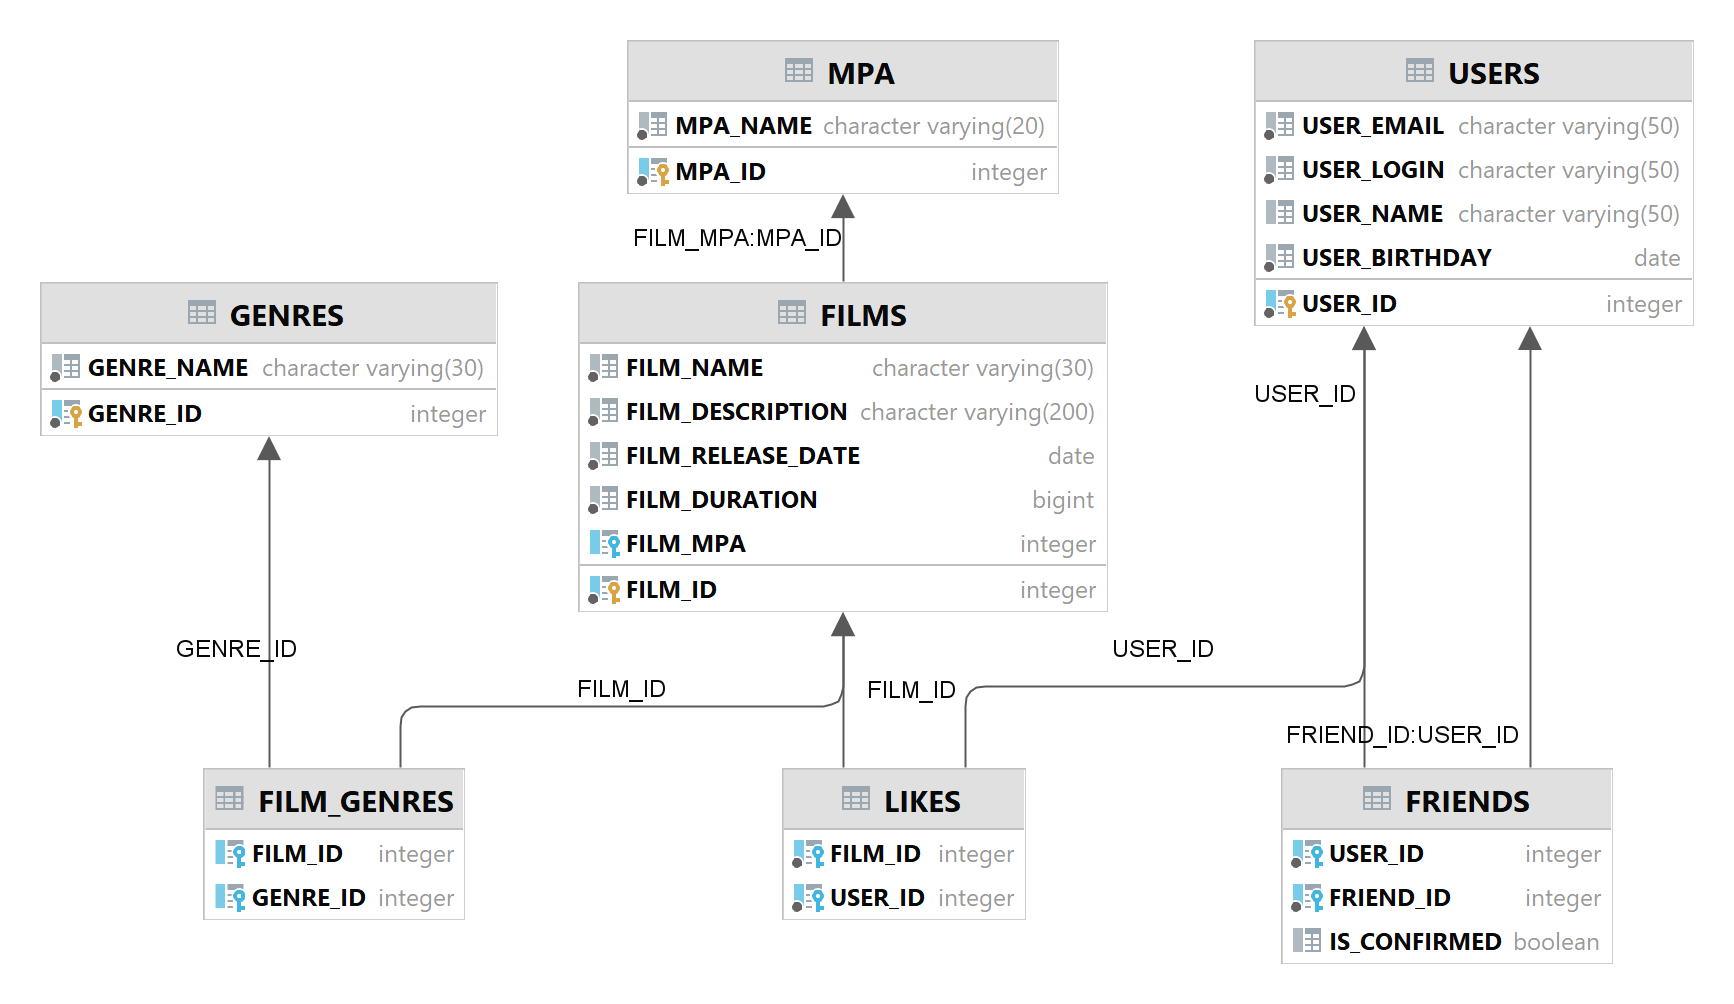 MPA
MPA_NAME character varying(20)
MPA_ID integer
USERS
USER_EMAIL character varying(50)
USER_LOGIN character varying(50)
USER_NAME character varying(50)
USER_BIRTHDAY date
USER_ID integer
FILM_MPA:MPA_ID
GENRES
GENRE_NAME character varying(30)
GENRE_ID integer
FILMS
FILM_NAME character varying(30)
FILM_DESCRIPTION character varying(200)
FILM_RELEASE_DATE date
FILM_DURATION bigint
FILM_MPA integer
FILM_ID integer
USER_ID
GENRE_ID
FILM_ID
FILM_ID
USER_ID
FRIEND_ID:USER_ID
FILM_GENRES
FILM_ID integer
GENRE_ID integer
LIKES
FILM_ID integer
USER_ID integer
FRIENDS
USER_ID integer
FRIEND_ID integer
IS_CONFIRMED boolean